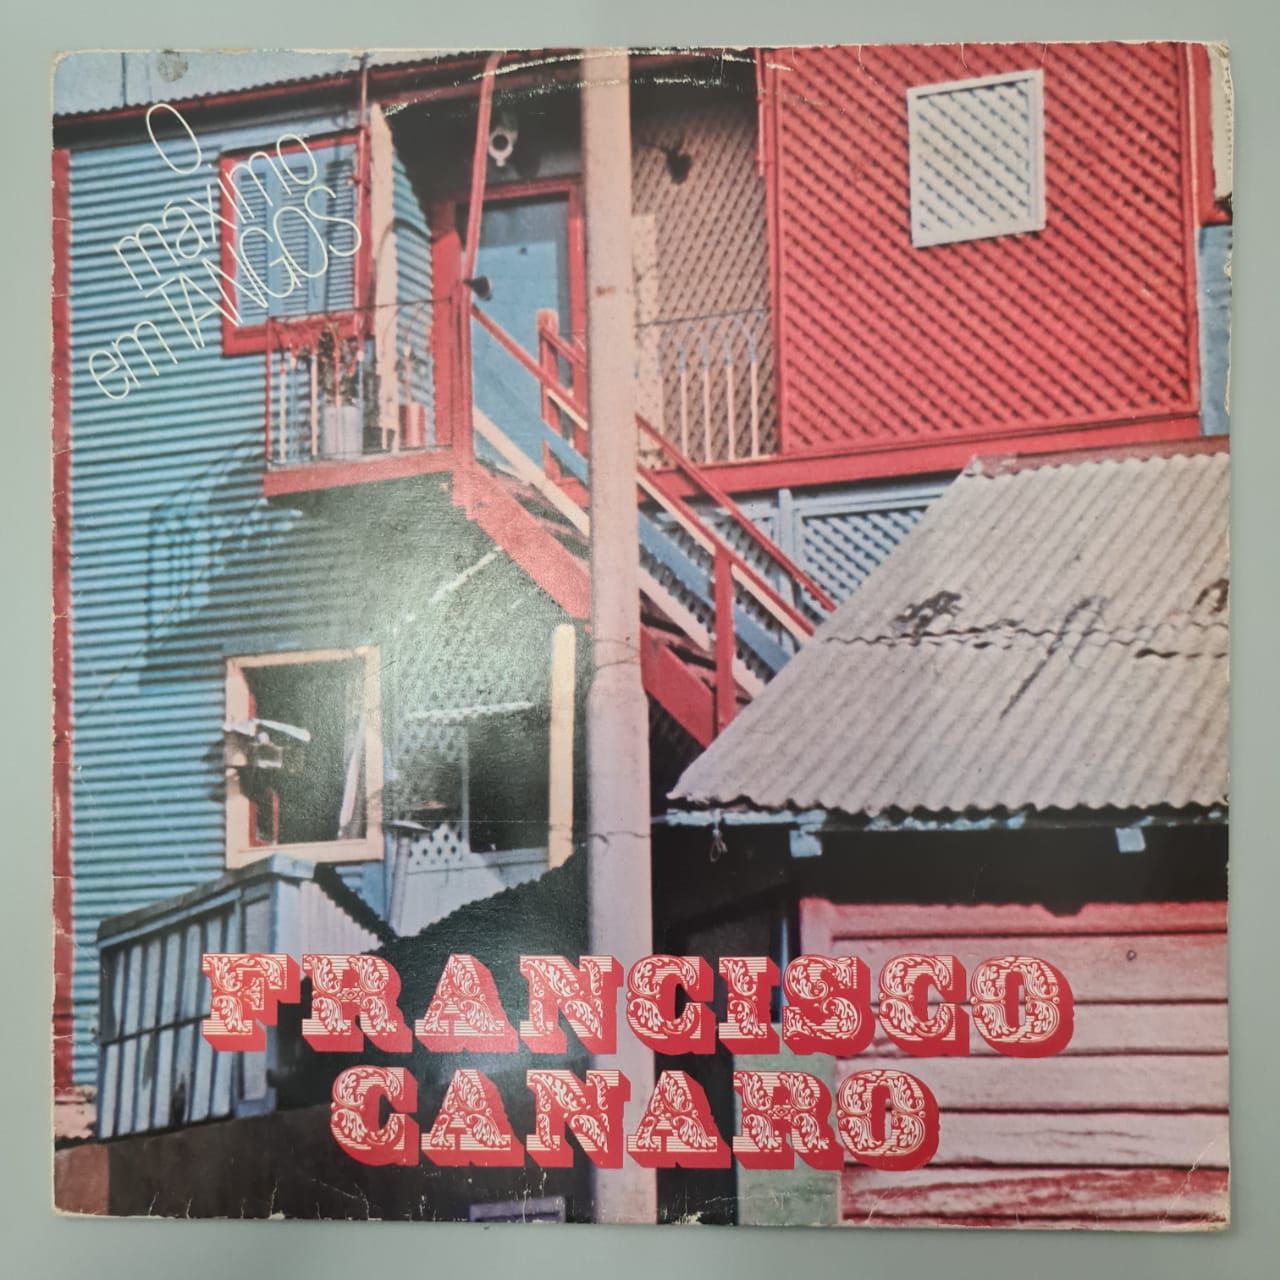 O
maximo
em TANGOS
FRANCISCO
CANARO